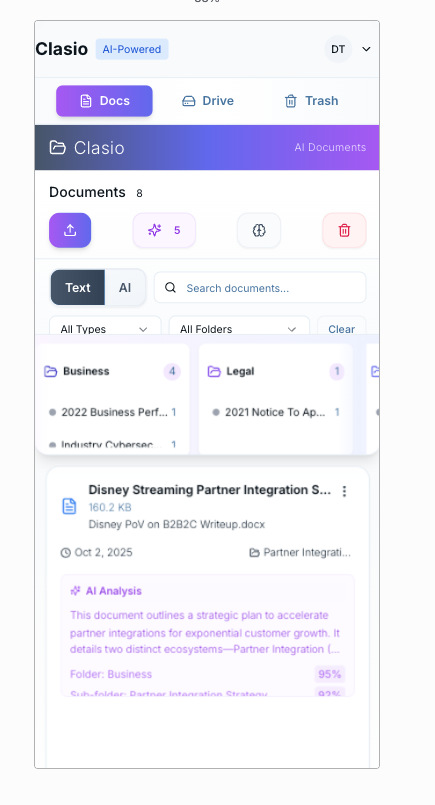 Clasio AI-Powered DT
Docs Drive Trash
Clasio AI Documents
Documents 8
5
Text AI Search documents...
All Types All Folders Clear
Business 4 Legal 1
2022 Business Perf... 1 2021 Notice To Ap... 1
Industry Cybersec... 1
Disney Streaming Partner Integration S...
160.2 KB
Disney PoV on B2B2C Writeup.docx
Oct 2, 2025 Partner Integrati...
AI Analysis
This document outlines a strategic plan to accelerate
partner integrations for exponential customer growth. It
details two distinct ecosystems—Partner Integration (...
Folder: Business 95%
Sub-folder: Partner Integration Strategy 92%